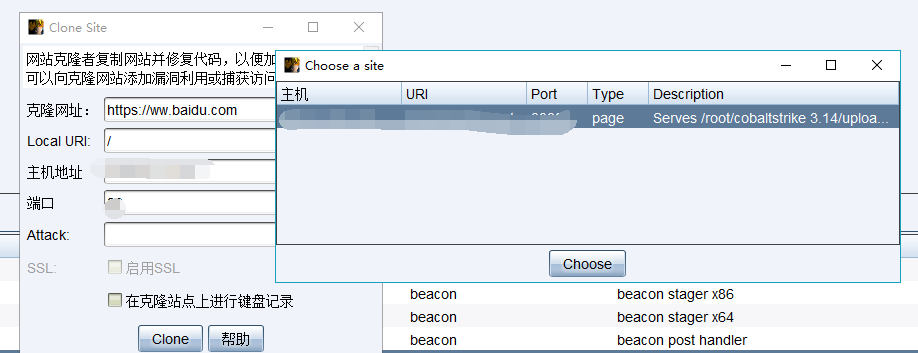 Clone Site
网站克隆者复制网站并修复代码，以便加
可以向克隆网站添加漏洞利用或捕获访问
克隆网址：
https://ww.baidu.com
Local URI:
/
主机地址
端口
Attack:
SSL:
启用SSL
在克隆站点上进行键盘记录
Clone
帮助
Choose a site
主机 URI Port Type Description
page Serves /root/cobaltstrike 3.14/uploa...
Choose
beacon beacon stager x86
beacon beacon stager x64
beacon beacon post handler